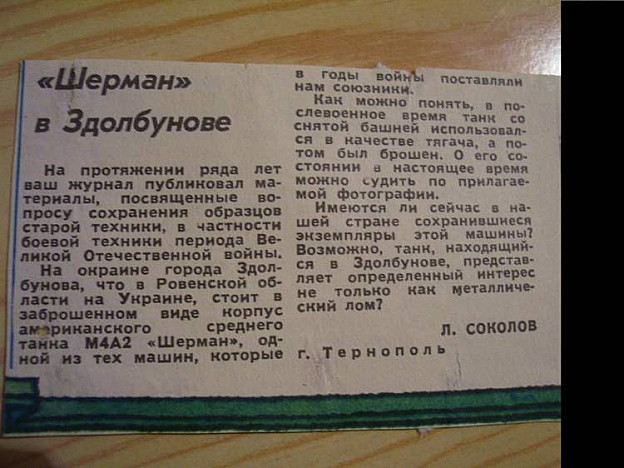 «Шерман»
в Здолбунове
На протяжении ряда лет
ваш журнал публиковал ма-
териалы, посвященные во-
просу сохранения образцов
старой техники, в частности
боевой техники периода Ве-
ликой Отечественной войны.
На окраине города Здол-
бунова, что в Ровенской об-
ласти на Украине, стоит в
заброшенном виде корпус
американского среднего
танка М4А2 «Шерман», од-
ной из тех машин, которые
в годы войны поставляли
нам союзники.
Как можно понять, в по-
слевоенное время танк со
снятой башней использовал-
ся в качестве тягача, а по-
том был брошен. О его со-
стоянии в настоящее время
можно судить по прилагае-
мой фотографии.
Имеются ли сейчас в на-
шей стране сохранившиеся
экземпляры этой машины?
Возможно, танк, находящий-
ся в Здолбунове, представ-
ляет определенный интерес
не только как металличе-
ский лом?
Л. СОКОЛОВ
г. Тернополь